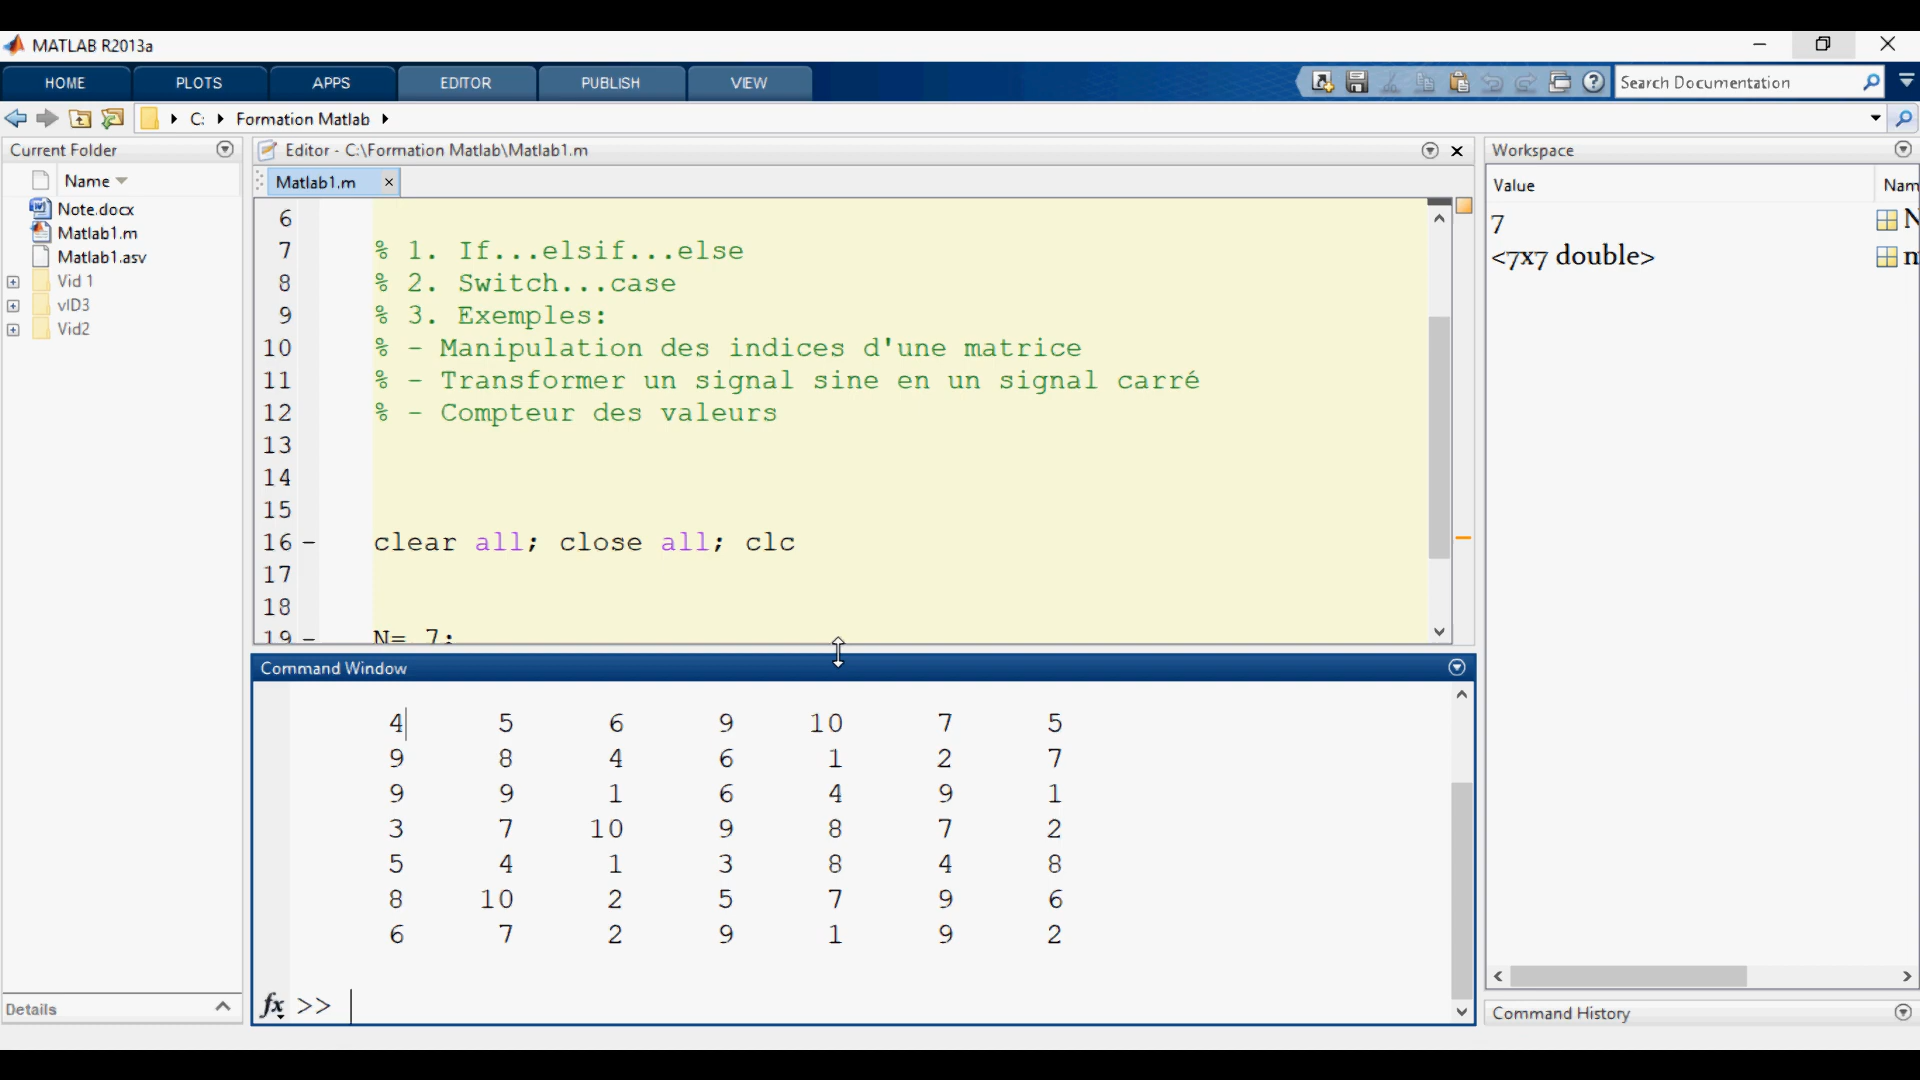 MATLAB R2013a
HOME PLOTS APPS EDITOR PUBLISH VIEW Search Documentation
C: Formation Matlab
Current Folder
Name
Note.docx
Matlab1.m
Matlab1.asv
Vid 1
vID3
Vid2
Details
Editor - C:\Formation Matlab\Matlab1.m
Matlab1.m
6
7 % 1. If...elsif...else
8 % 2. Switch...case
9 % 3. Exemples:
10 % - Manipulation des indices d'une matrice
11 % - Transformer un signal sine en un signal carré
12 % - Compteur des valeurs
13
14
15
16 - clear all; close all; clc
17
18
19 - N= 7;
Command Window
4 5 6 9 10 7 5
9 8 4 6 1 2 7
9 9 1 6 4 9 1
3 7 10 9 8 7 2
5 4 1 3 8 4 8
8 10 2 5 7 9 6
6 7 2 9 1 9 2
fx >>
Workspace
Value Nam
7 N
<7x7 double>
Command History